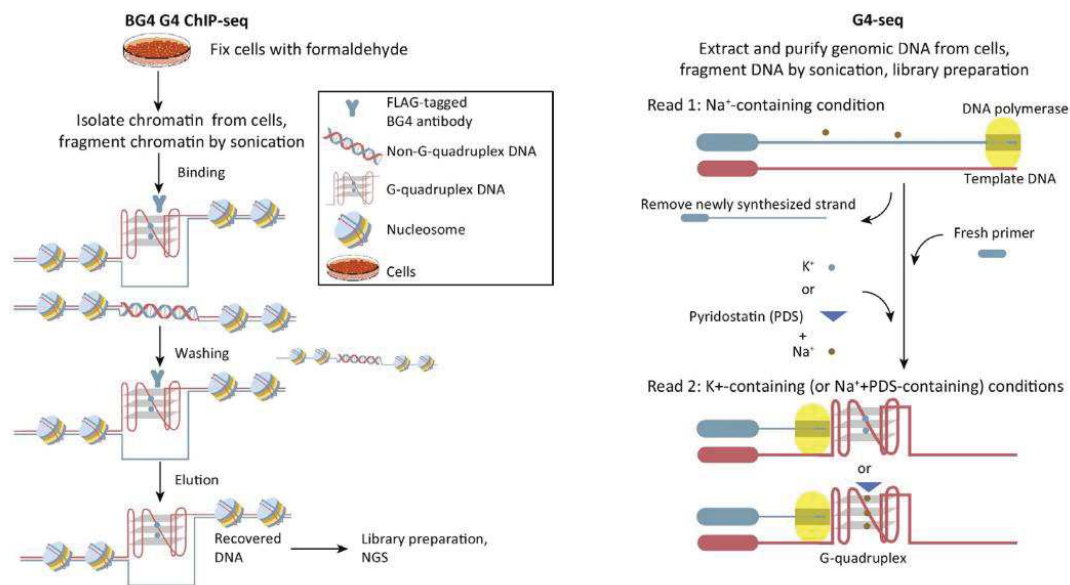 BG4 G4 ChIP-seq
Fix cells with formaldehyde
Isolate chromatin from cells,
fragment chromatin by sonication
Binding
Washing
Elution
Recovered
DNA
Library preparation,
NGS
FLAG-tagged
BG4 antibody
Non-G-quadruplex DNA
G-quadruplex DNA
Nucleosome
Cells
G4-seq
Extract and purify genomic DNA from cells,
fragment DNA by sonication, library preparation
Read 1: Na⁺-containing condition
DNA polymerase
Template DNA
Remove newly synthesized strand
Fresh primer
K⁺
or
Pyridostatin (PDS)
+
Na⁺
Read 2: K+-containing (or Na⁺+PDS-containing) conditions
or
G-quadruplex